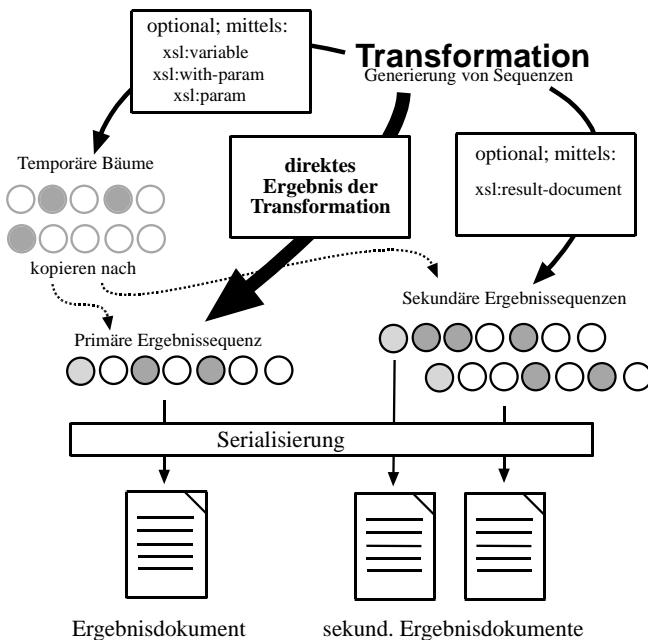 optional; mittels:
xsl:variable
xsl:with-param
xsl:param
Transformation
Generierung von Sequenzen
Temporäre Bäume
direktes
Ergebnis der
Transformation
optional; mittels:
xsl:result-document
kopieren nach
Sekundäre Ergebnissequenzen
Primäre Ergebnissequenz
Serialisierung
Ergebnisdokument
sekund. Ergebnisdokumente